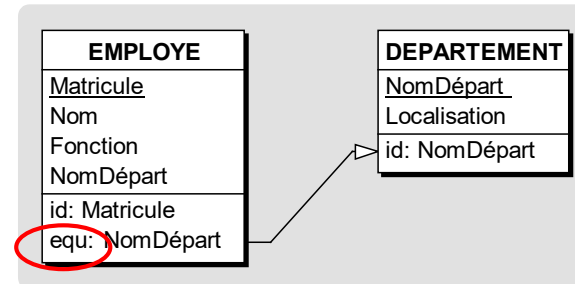 EMPLOYE
Matricule
Nom
Fonction
NomDépart
id: Matricule
equ: NomDépart
DEPARTEMENT
NomDépart
Localisation
id: NomDépart